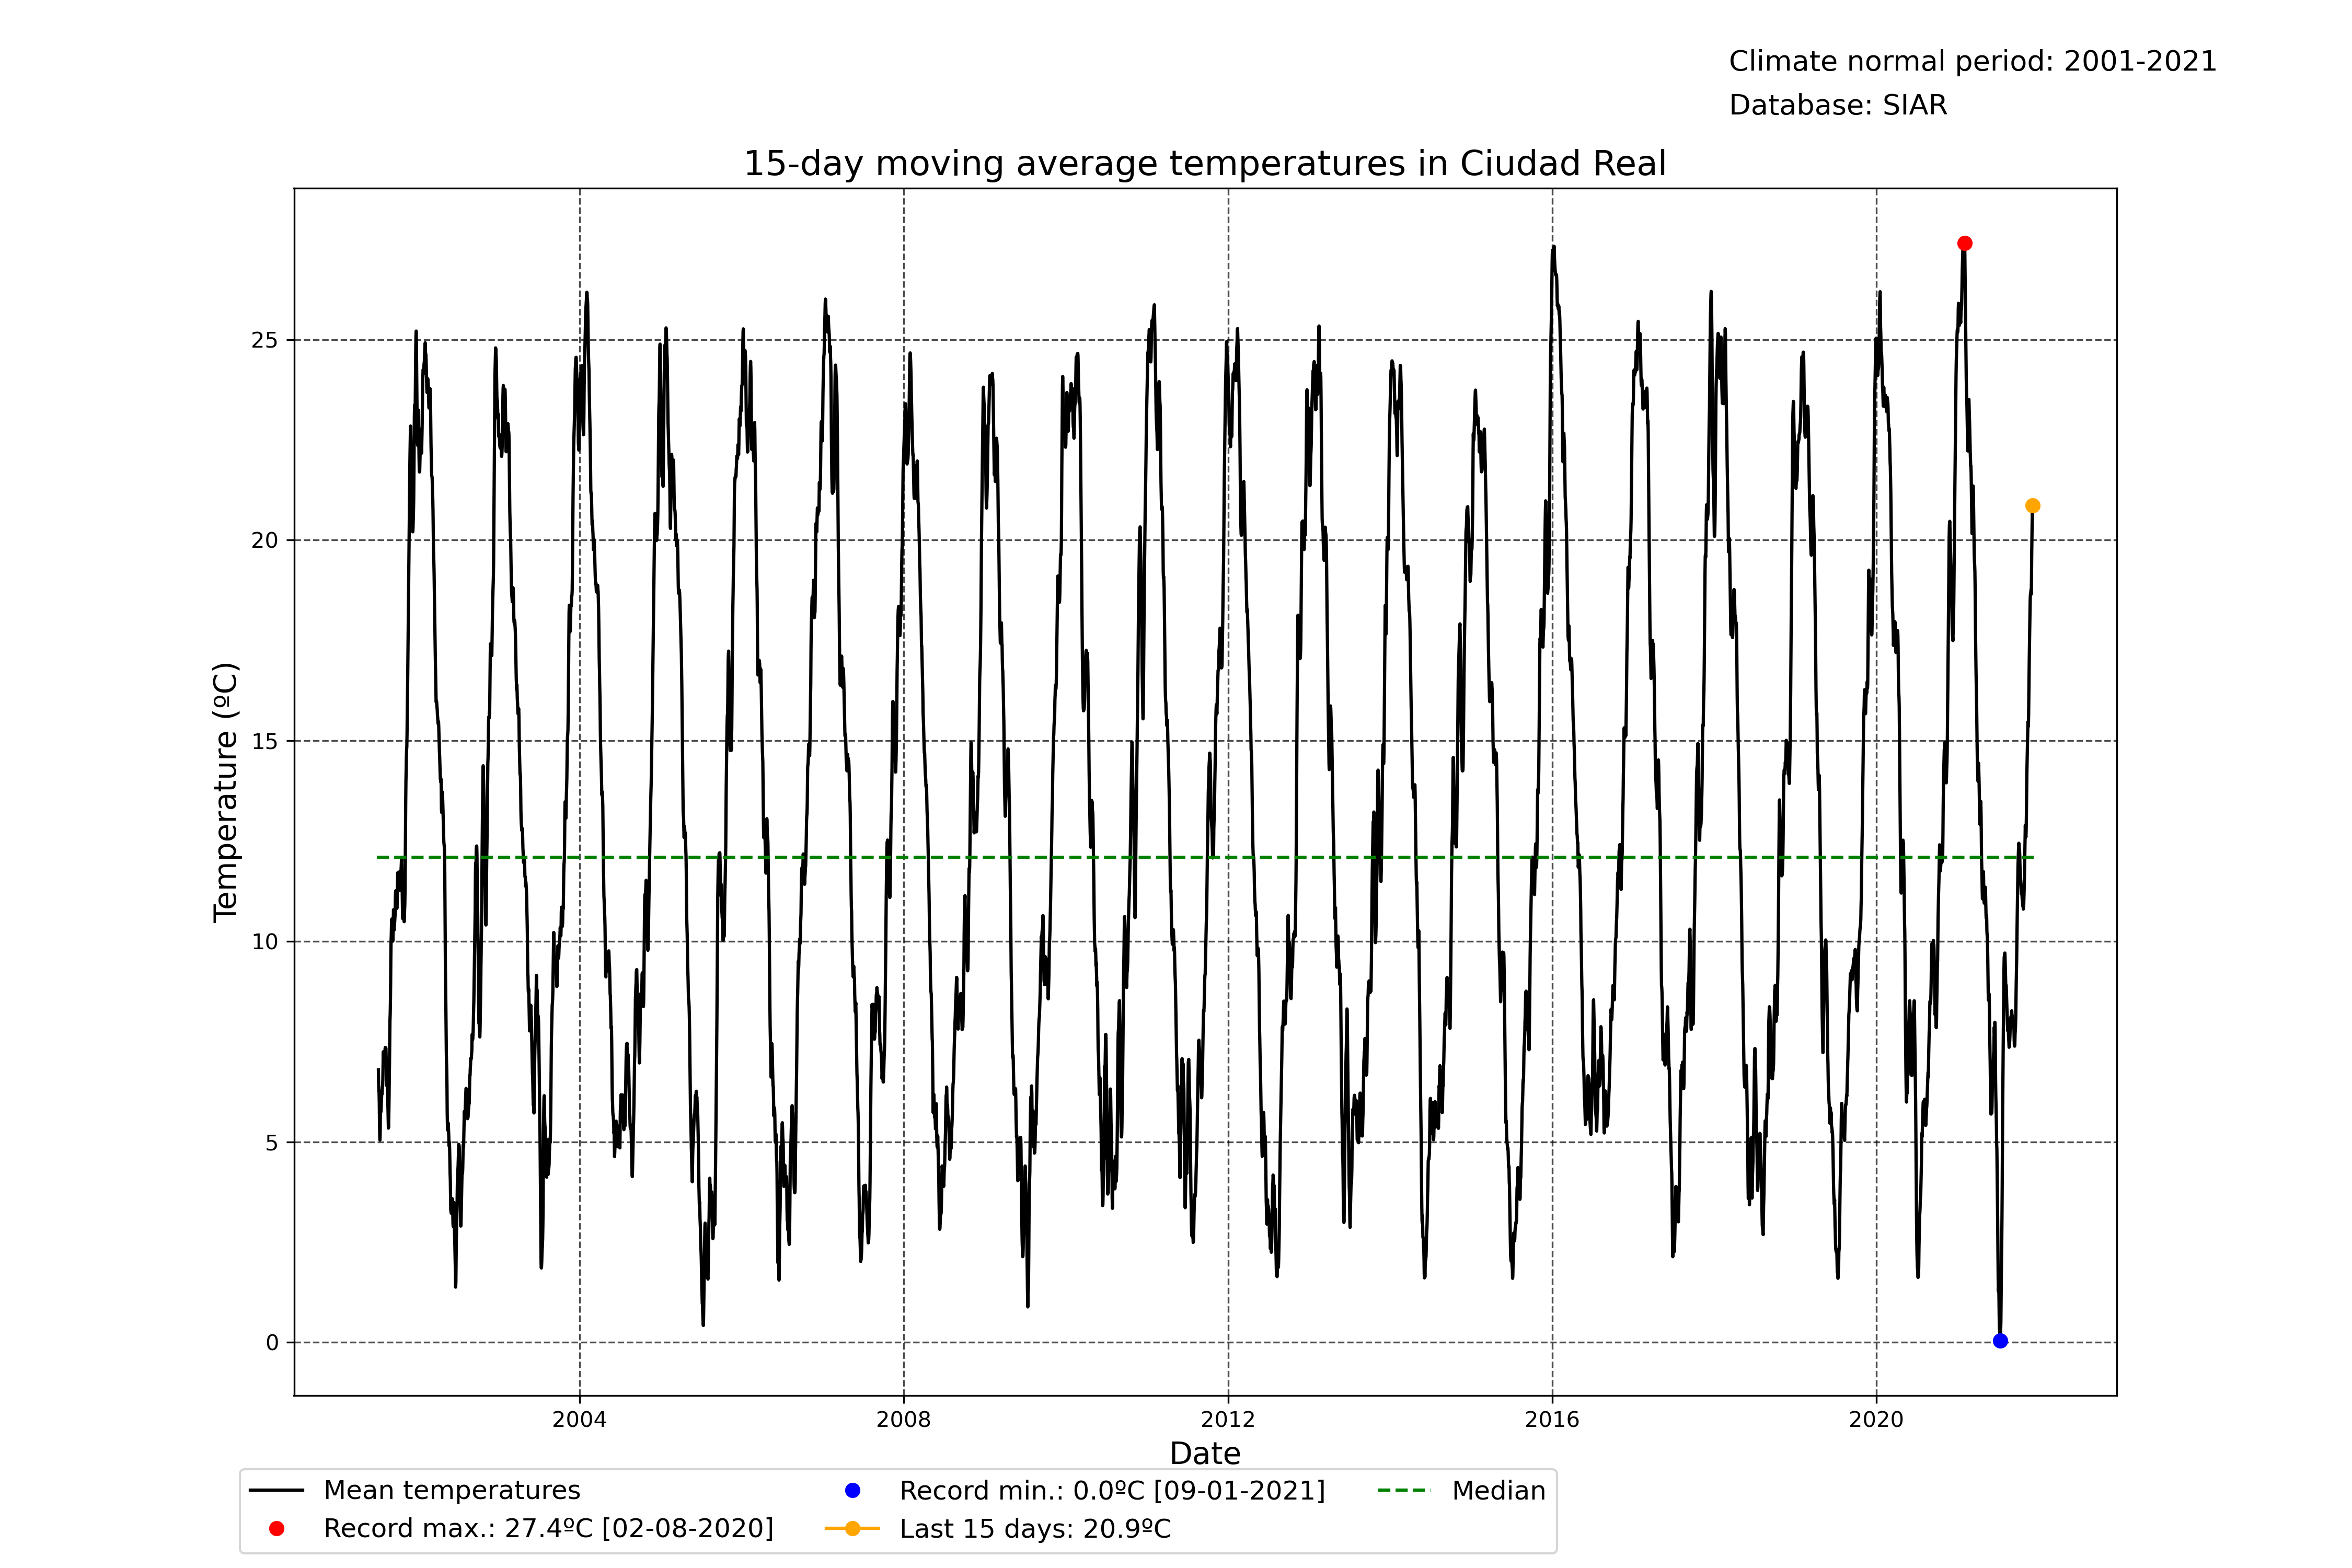 Climate normal period: 2001-2021
Database: SIAR
15-day moving average temperatures in Ciudad Real
25
20
15
10
5
0
Temperature (ºC)
2004 2008 2012 2016 2020
Date
Mean temperatures
Record max.: 27.4ºC [02-08-2020]
Record min.: 0.0ºC [09-01-2021]
Last 15 days: 20.9ºC
Median